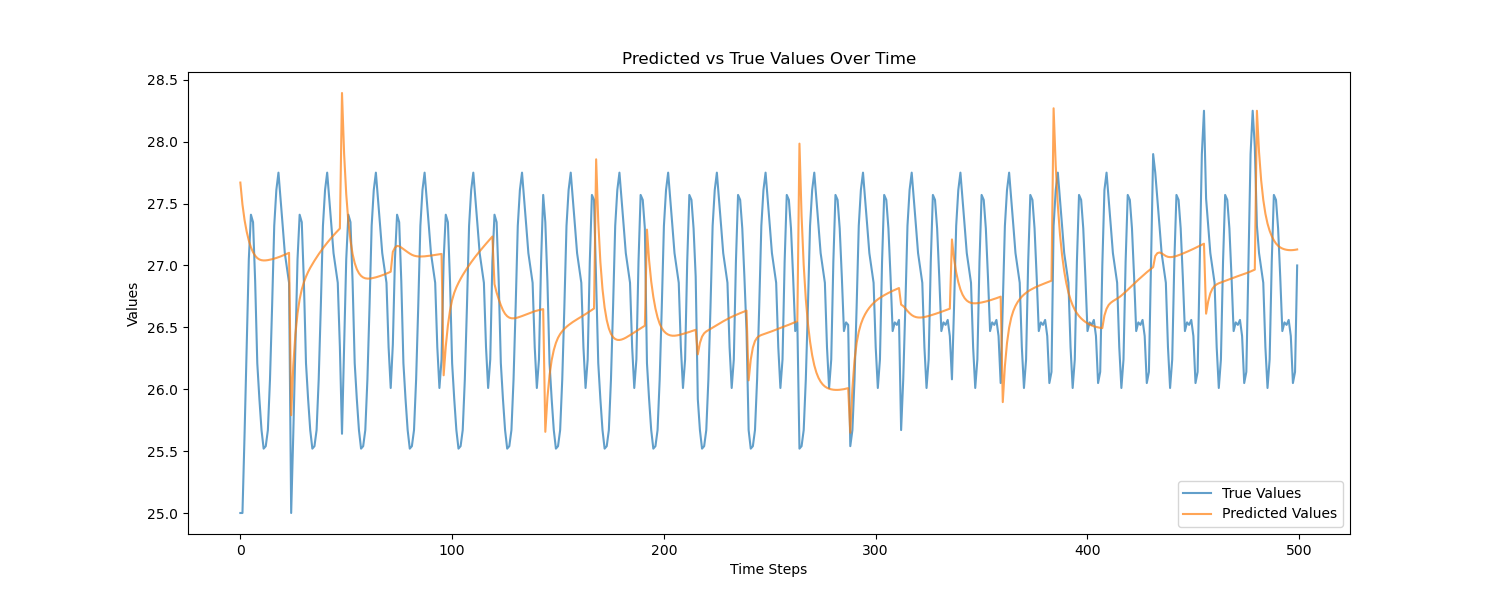 Predicted vs True Values Over Time
Values
28.5
28.0
27.5
27.0
26.5
26.0
25.5
25.0
0
100
200
300
400
500
Time Steps
True Values
Predicted Values